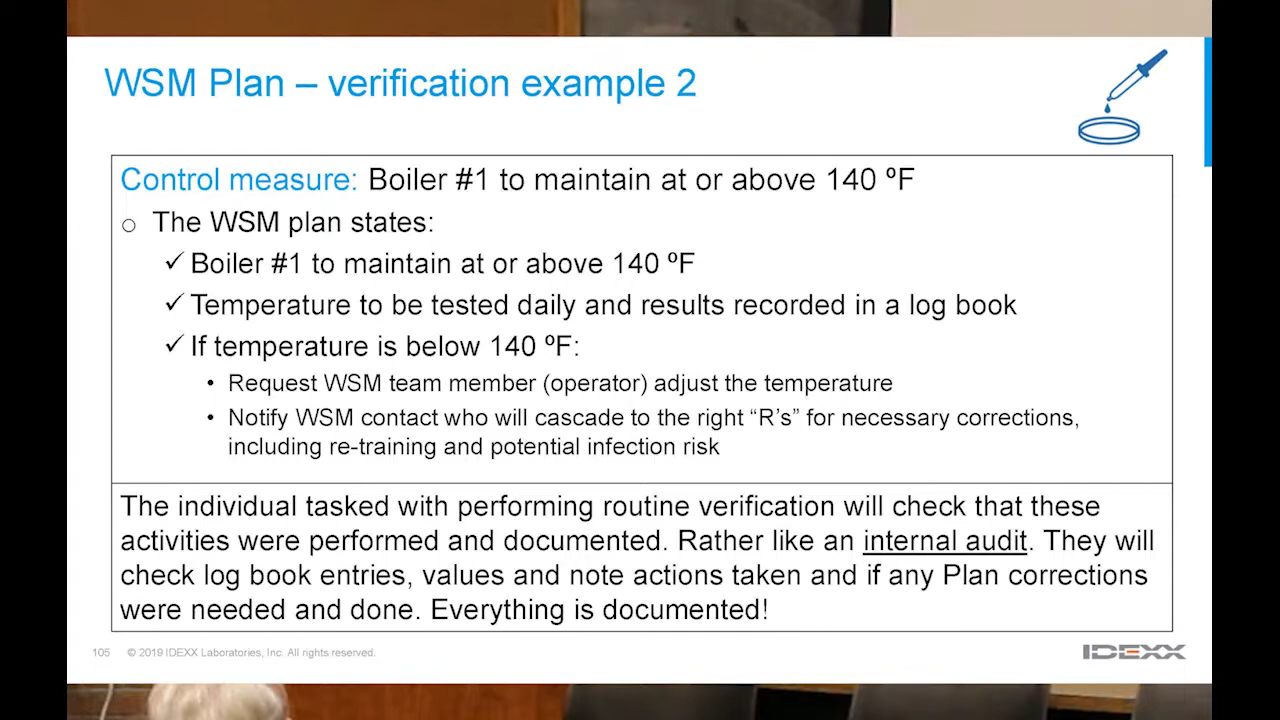 WSM Plan – verification example 2
Control measure: Boiler #1 to maintain at or above 140 ºF
o The WSM plan states:
✓ Boiler #1 to maintain at or above 140 ºF
✓ Temperature to be tested daily and results recorded in a log book
✓ If temperature is below 140 ºF:
• Request WSM team member (operator) adjust the temperature
• Notify WSM contact who will cascade to the right “R’s” for necessary corrections,
including re-training and potential infection risk
The individual tasked with performing routine verification will check that these
activities were performed and documented. Rather like an internal audit. They will
check log book entries, values and note actions taken and if any Plan corrections
were needed and done. Everything is documented!
105 © 2019 IDEXX Laboratories, Inc. All rights reserved.
IDEXX